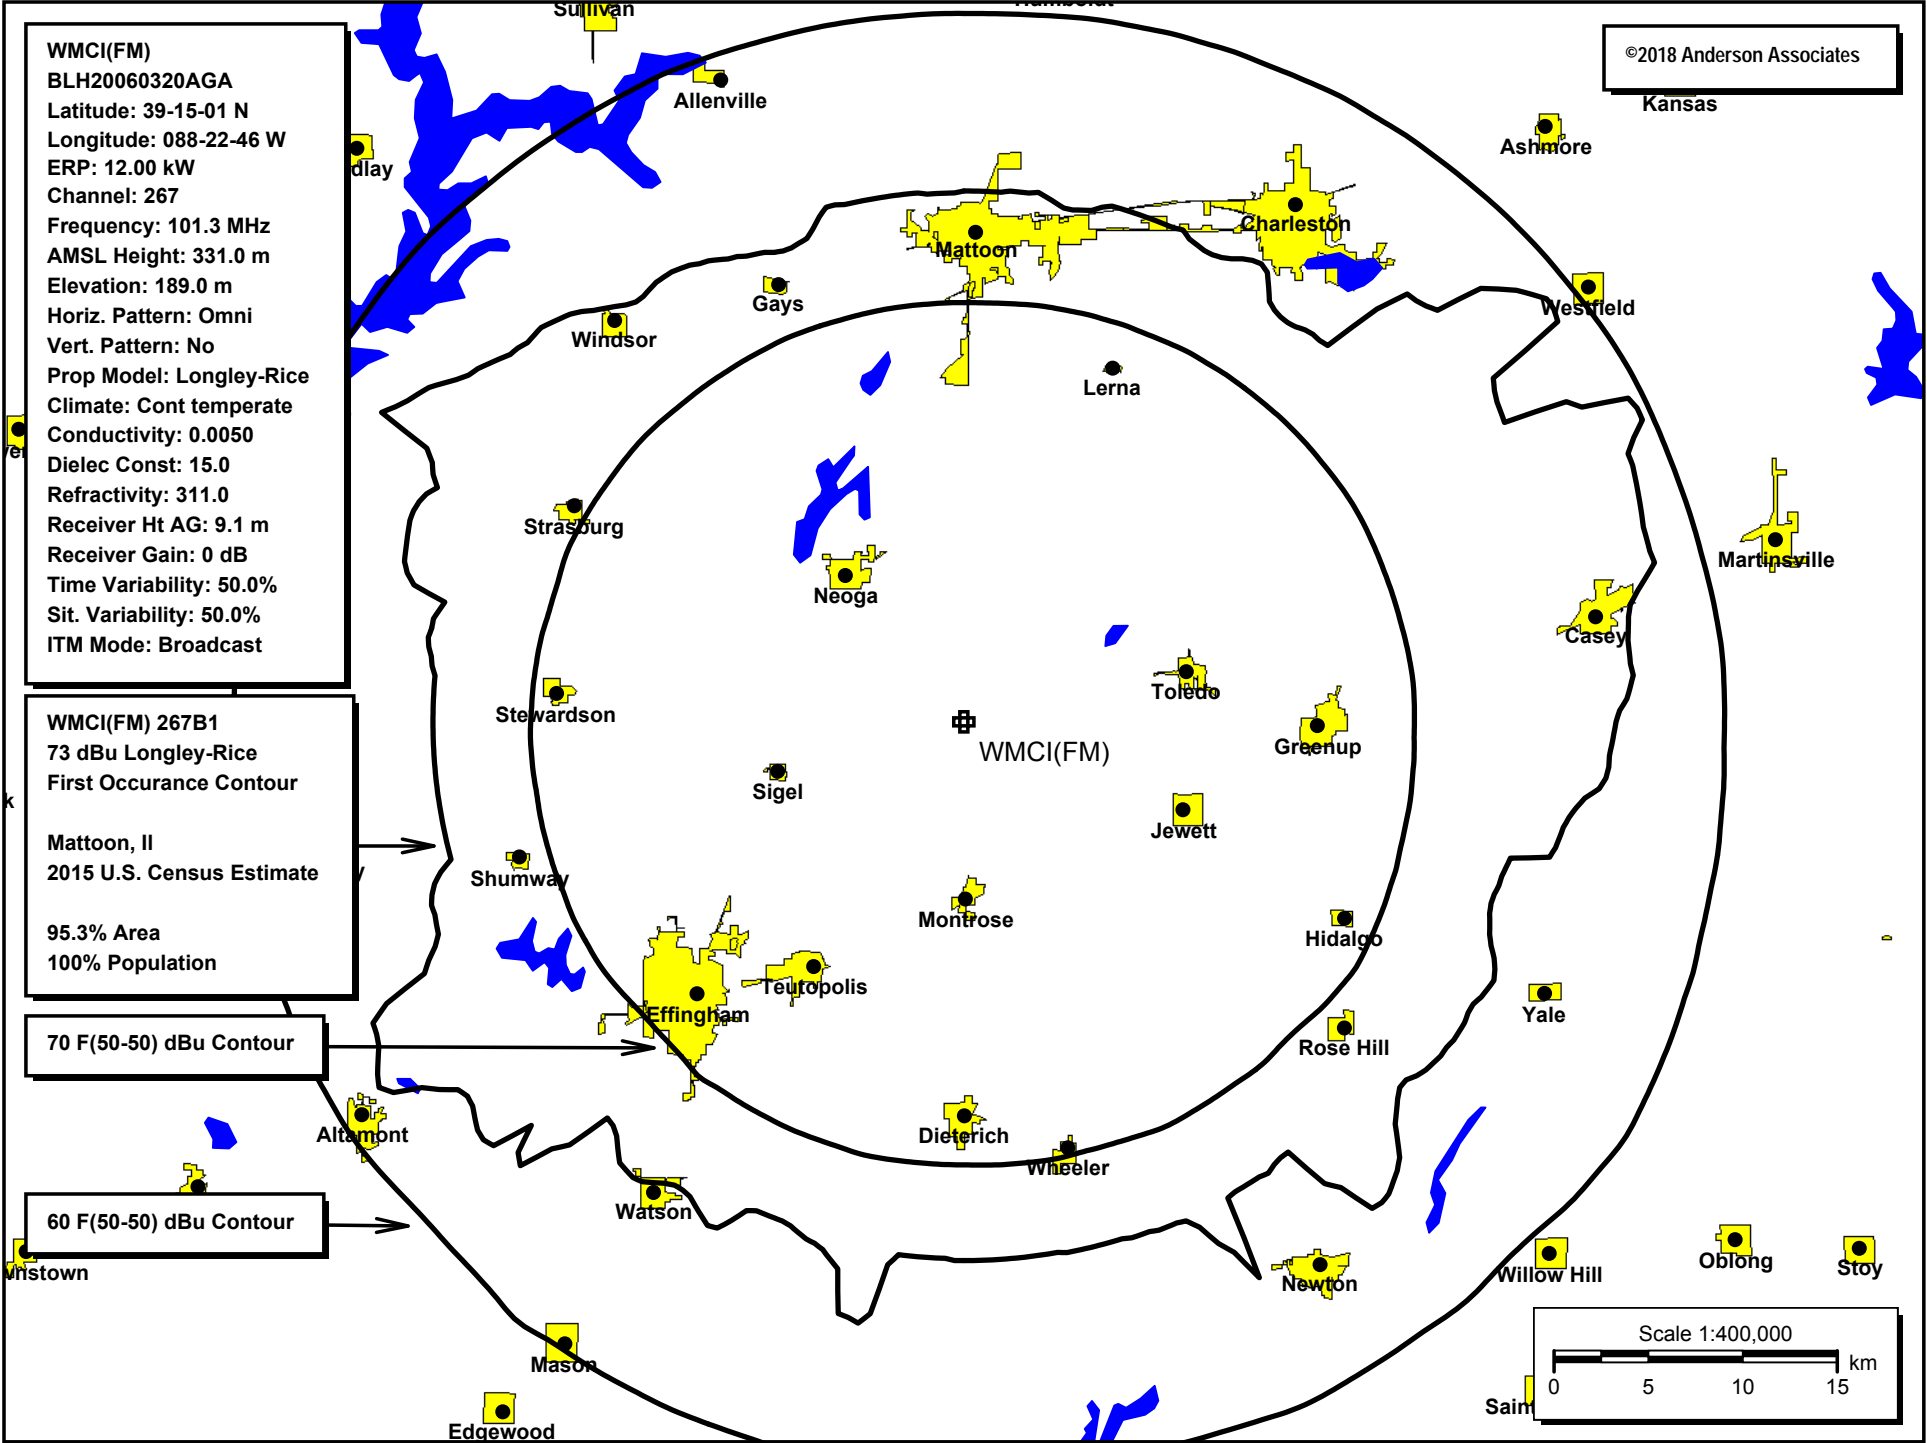 Sullivan
Humboldt
WMCI(FM)
BLH20060320AGA
Latitude: 39-15-01 N
Longitude: 088-22-46 W
ERP: 12.00 kW
Channel: 267
Frequency: 101.3 MHz
AMSL Height: 331.0 m
Elevation: 189.0 m
Horiz. Pattern: Omni
Vert. Pattern: No
Prop Model: Longley-Rice
Climate: Cont temperate
Conductivity: 0.0050
Dielec Const: 15.0
Refractivity: 311.0
Receiver Ht AG: 9.1 m
Receiver Gain: 0 dB
Time Variability: 50.0%
Sit. Variability: 50.0%
ITM Mode: Broadcast
©2018 Anderson Associates
Kansas
Allenville
Ashmore
dlay
Charleston
Mattoon
Gays
Westfield
Windsor
Lerna
Strasburg
Martinsville
Neoga
Casey
Toledo
Stewardson
Greenup
WMCI(FM)
Sigel
Jewett
Shumway
Montrose
Hidalgo
Teutopolis
Effingham
Yale
Rose Hill
WMCI(FM) 267B1
73 dBu Longley-Rice
First Occurance Contour
Mattoon, Il
2015 U.S. Census Estimate
95.3% Area
100% Population
k
70 F(50-50) dBu Contour
Altamont
Dieterich
Wheeler
60 F(50-50) dBu Contour
Watson
wnstown
Newton
Willow Hill
Oblong
Stoy
Mason
Edgewood
Saint
Scale 1:400,000
km
0 5 10 15